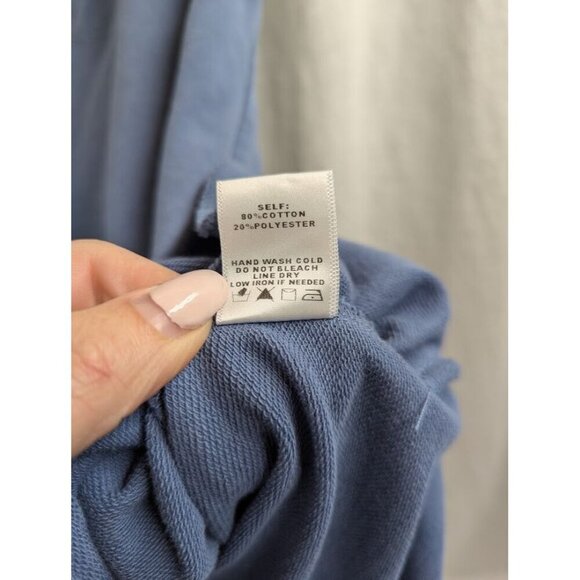 SELF:
80%COTTON
20%POLYESTER
HAND WASH COLD
DO NOT BLEACH
LINE DRY
LOW IRON IF NEEDED